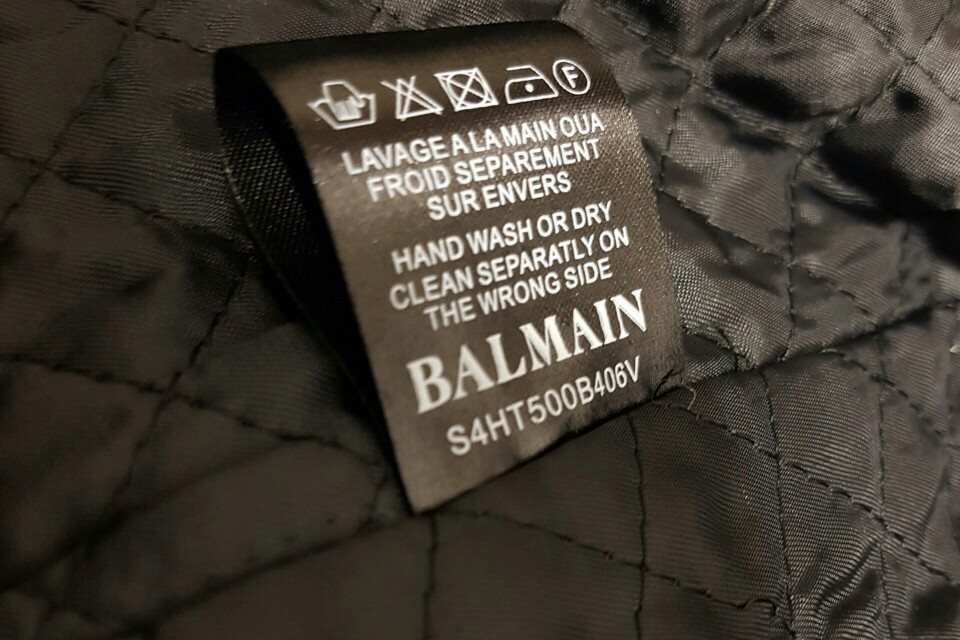 F
LAVAGE A LA MAIN OUA
FROID SEPAREMENT
SUR ENVERS
HAND WASH OR DRY
CLEAN SEPARATLY ON
THE WRONG SIDE
BALMAIN
S4HT500B406V